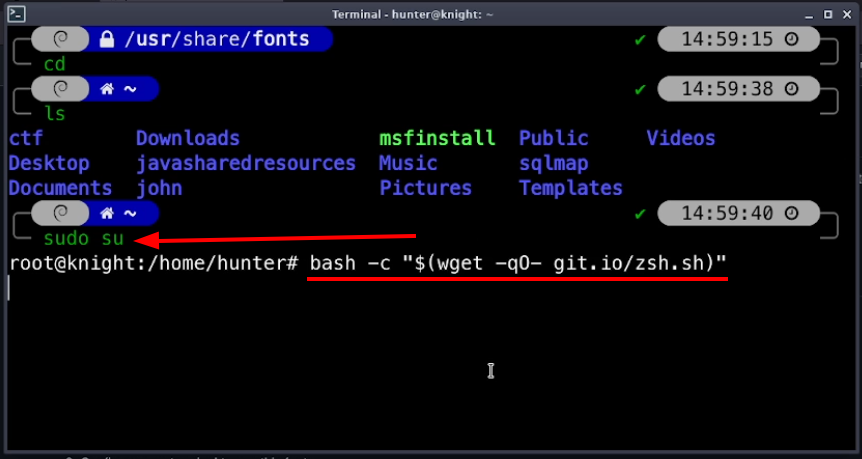 Terminal - hunter@knight: ~
/usr/share/fonts 14:59:15
cd
~ 14:59:38
ls
ctf Downloads msfinstall Public Videos
Desktop javasharedresources Music sqlmap
Documents john Pictures Templates
~ 14:59:40
sudo su
root@knight:/home/hunter# bash -c "$(wget -qO- git.io/zsh.sh)"